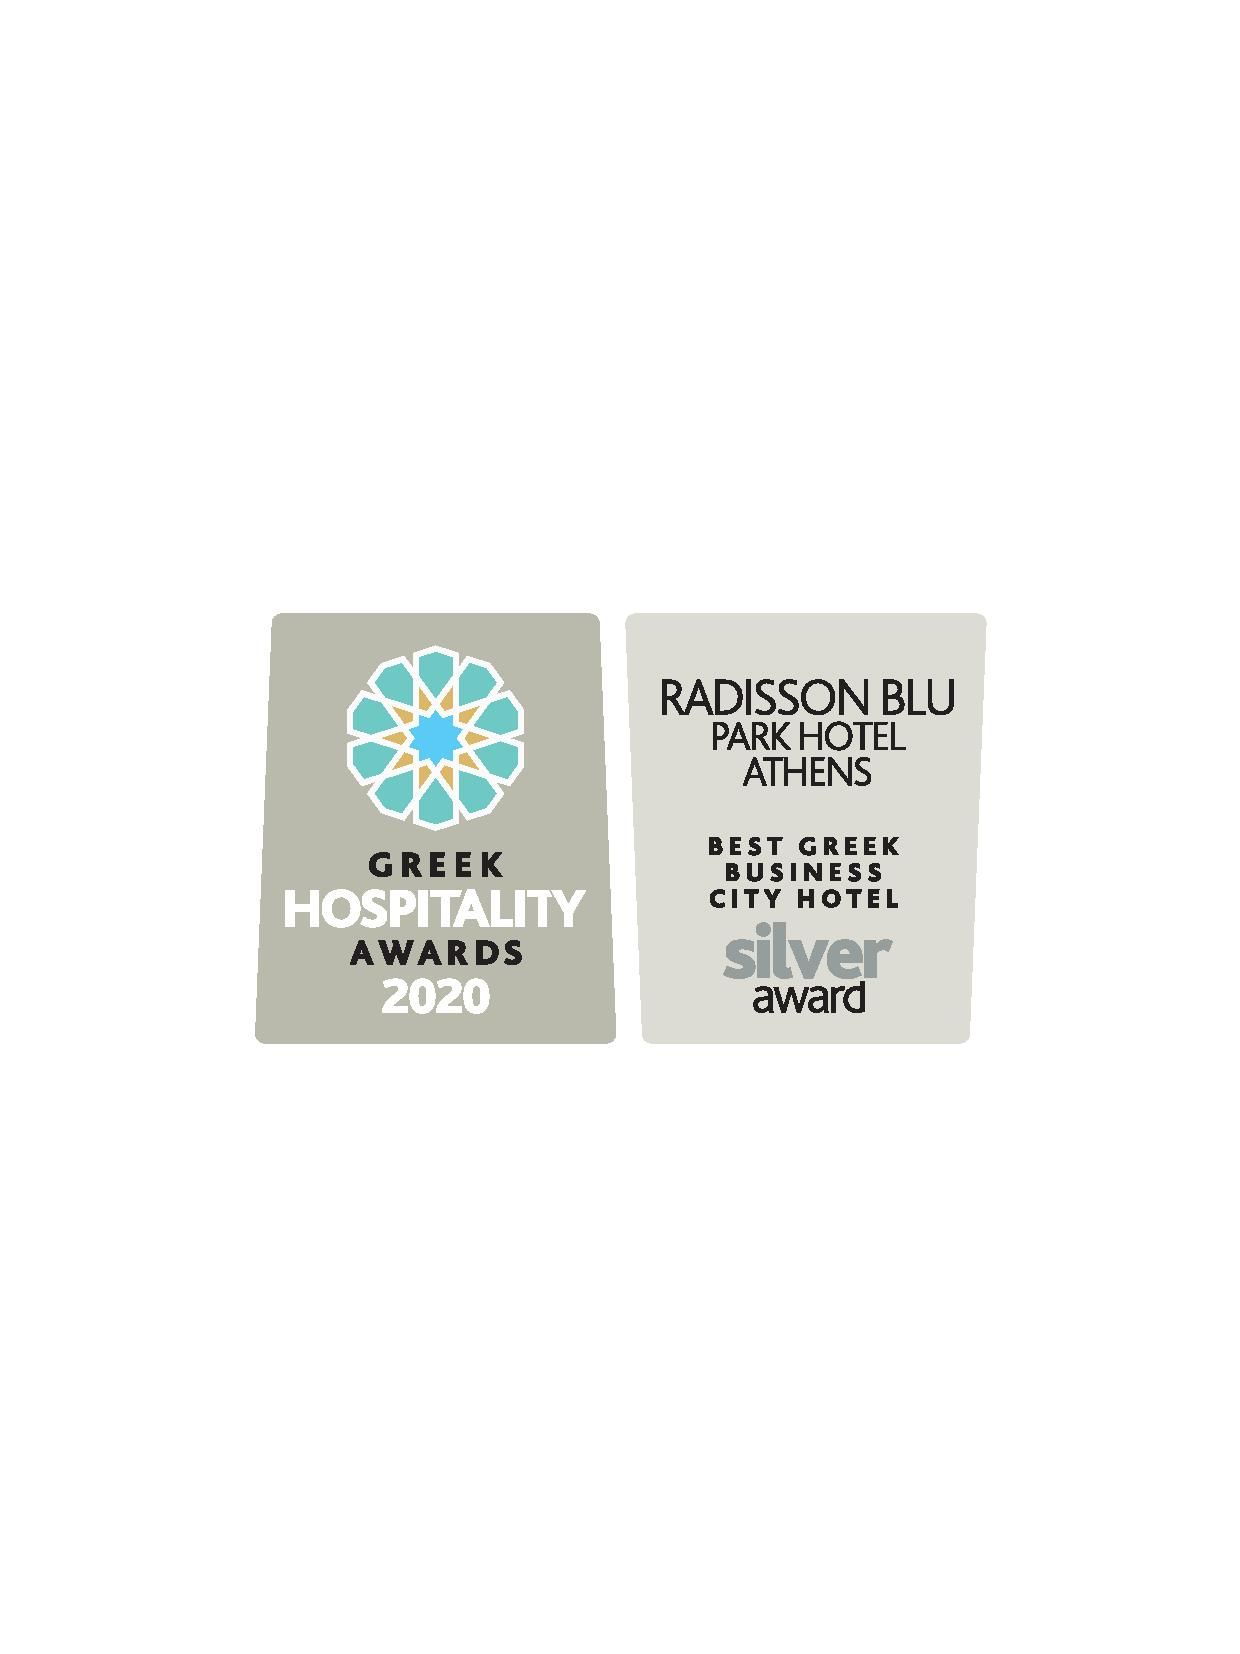 GREEK
HOSPITALITY
AWARDS
2020
RADISSON BLU
PARK HOTEL
ATHENS
BEST GREEK
BUSINESS
CITY HOTEL
silver
award